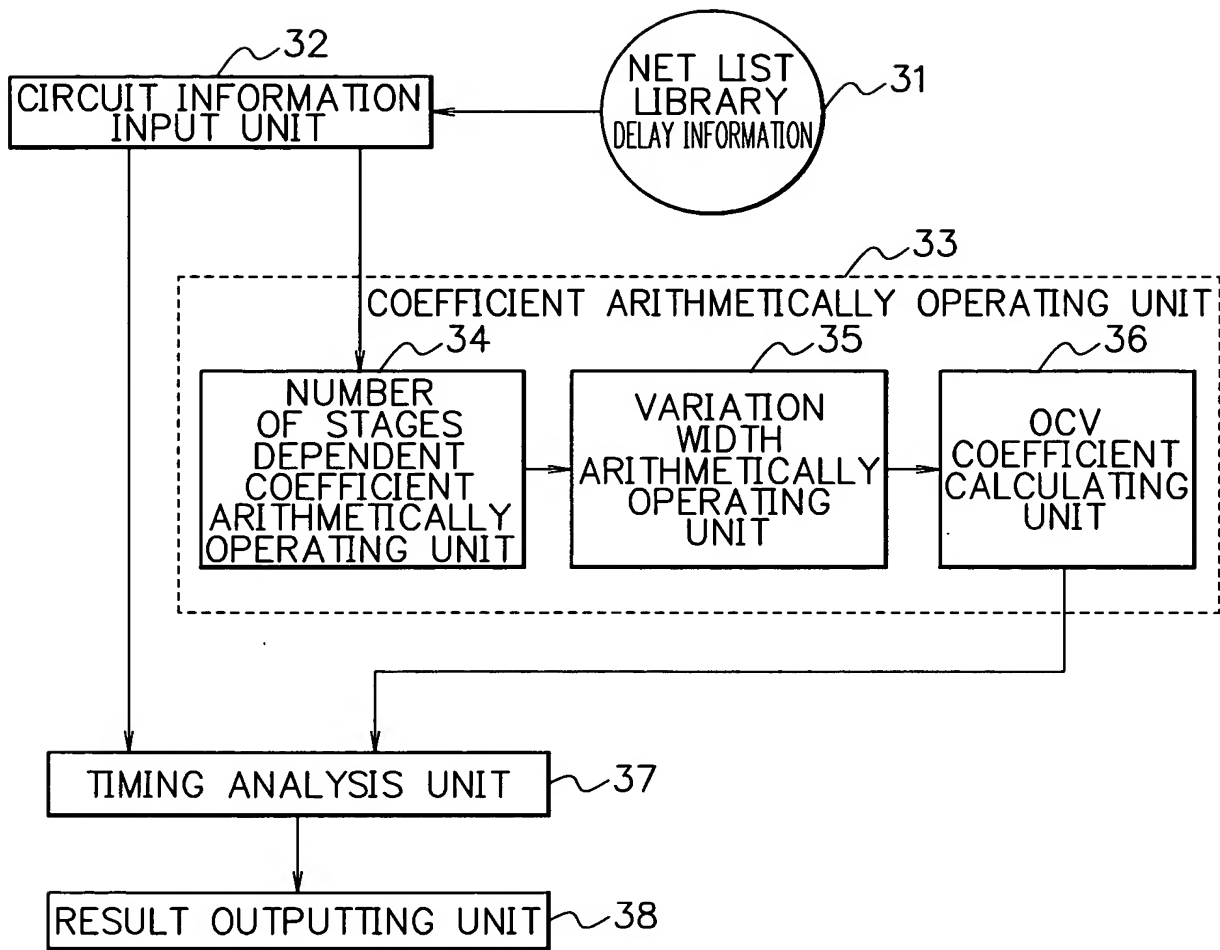 32
CIRCUIT INFORMATION
INPUT UNIT
NET LIST
LIBRARY
DELAY INFORMATION
31
33
COEFFICIENT ARITHMETICALLY OPERATING UNIT
34
NUMBER
OF STAGES
DEPENDENT
COEFFICIENT
ARITHMETICALLY
OPERATING UNIT
35
VARIATION
WIDTH
ARITHMETICALLY
OPERATING
UNIT
36
OCV
COEFFICIENT
CALCULATING
UNIT
TIMING ANALYSIS UNIT
37
RESULT OUTPUTTING UNIT
38